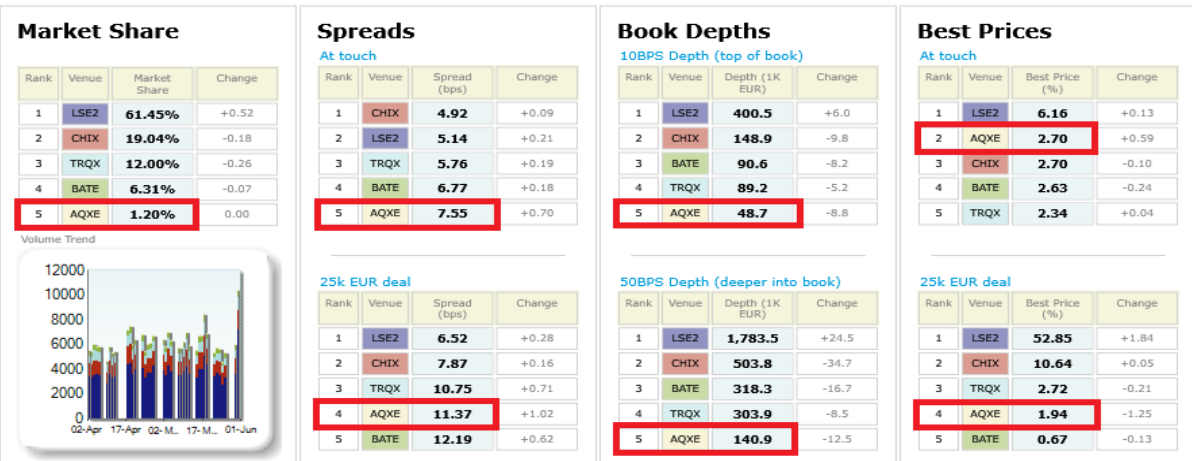 Market Share
Rank Venue Market Share Change
1 LSE2 61.45% +0.52
2 CHIX 19.04% -0.18
3 TRQX 12.00% -0.26
4 BATE 6.31% -0.07
5 AQXE 1.20% 0.00
Volume Trend
12000
10000
8000
6000
4000
2000
0
02-Apr 17-Apr 02- M... 17- M... 01-Jun
Spreads
At touch
Rank Venue Spread (bps) Change
1 CHIX 4.92 +0.09
2 LSE2 5.14 +0.21
3 TRQX 5.76 +0.19
4 BATE 6.77 +0.18
5 AQXE 7.55 +0.70
25k EUR deal
Rank Venue Spread (bps) Change
1 LSE2 6.52 +0.28
2 CHIX 7.87 +0.16
3 TRQX 10.75 +0.71
4 AQXE 11.37 +1.02
5 BATE 12.19 +0.62
Book Depths
10BPS Depth (top of book)
Rank Venue Depth (1K EUR) Change
1 LSE2 400.5 +6.0
2 CHIX 148.9 -9.8
3 BATE 90.6 -8.2
4 TRQX 89.2 -5.2
5 AQXE 48.7 -8.8
50BPS Depth (deeper into book)
Rank Venue Depth (1K EUR) Change
1 LSE2 1,783.5 +24.5
2 CHIX 503.8 -34.7
3 BATE 318.3 -16.7
4 TRQX 303.9 -8.5
5 AQXE 140.9 -12.5
Best Prices
At touch
Rank Venue Best Price (%) Change
1 LSE2 6.16 +0.13
2 AQXE 2.70 +0.59
3 CHIX 2.70 -0.10
4 BATE 2.63 -0.24
5 TRQX 2.34 +0.04
25k EUR deal
Rank Venue Best Price (%) Change
1 LSE2 52.85 +1.84
2 CHIX 10.64 +0.05
3 TRQX 2.72 -0.21
4 AQXE 1.94 -1.25
5 BATE 0.67 -0.13